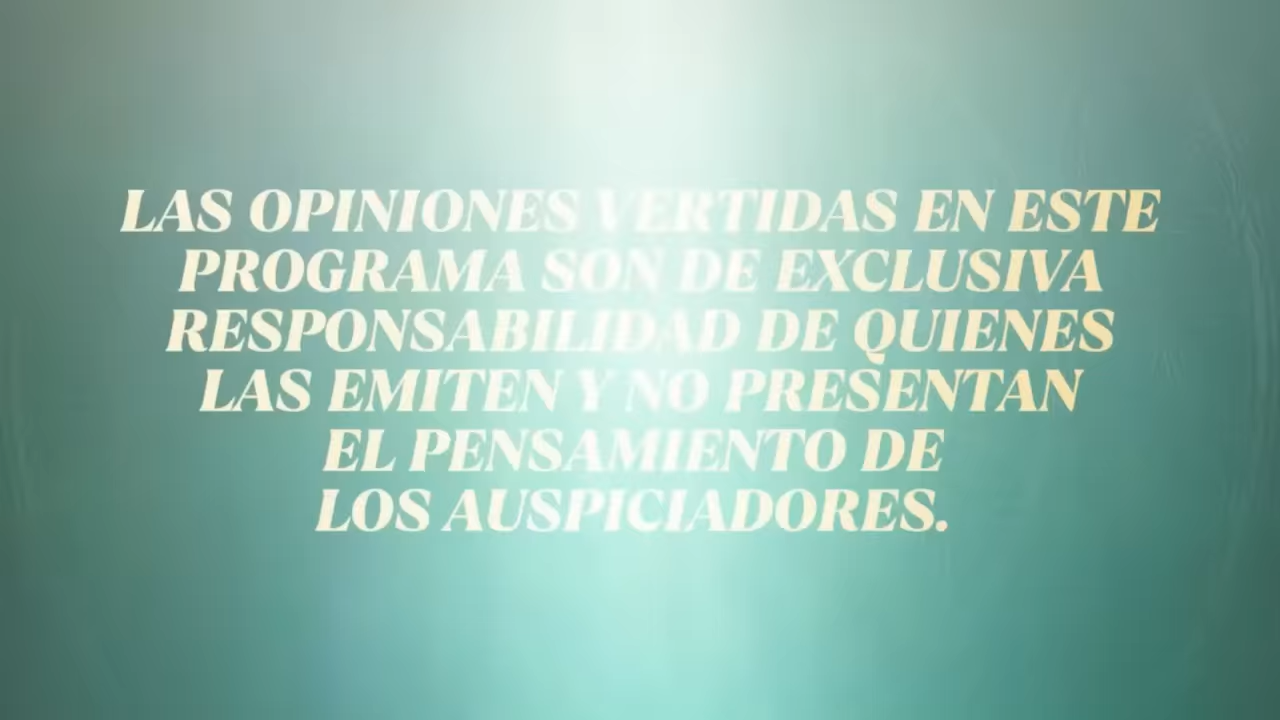 LAS OPINIONES VERTIDAS EN ESTE
PROGRAMA SON DE EXCLUSIVA
RESPONSABILIDAD DE QUIENES
LAS EMITEN Y NO PRESENTAN
EL PENSAMIENTO DE
LOS AUSPICIADORES.